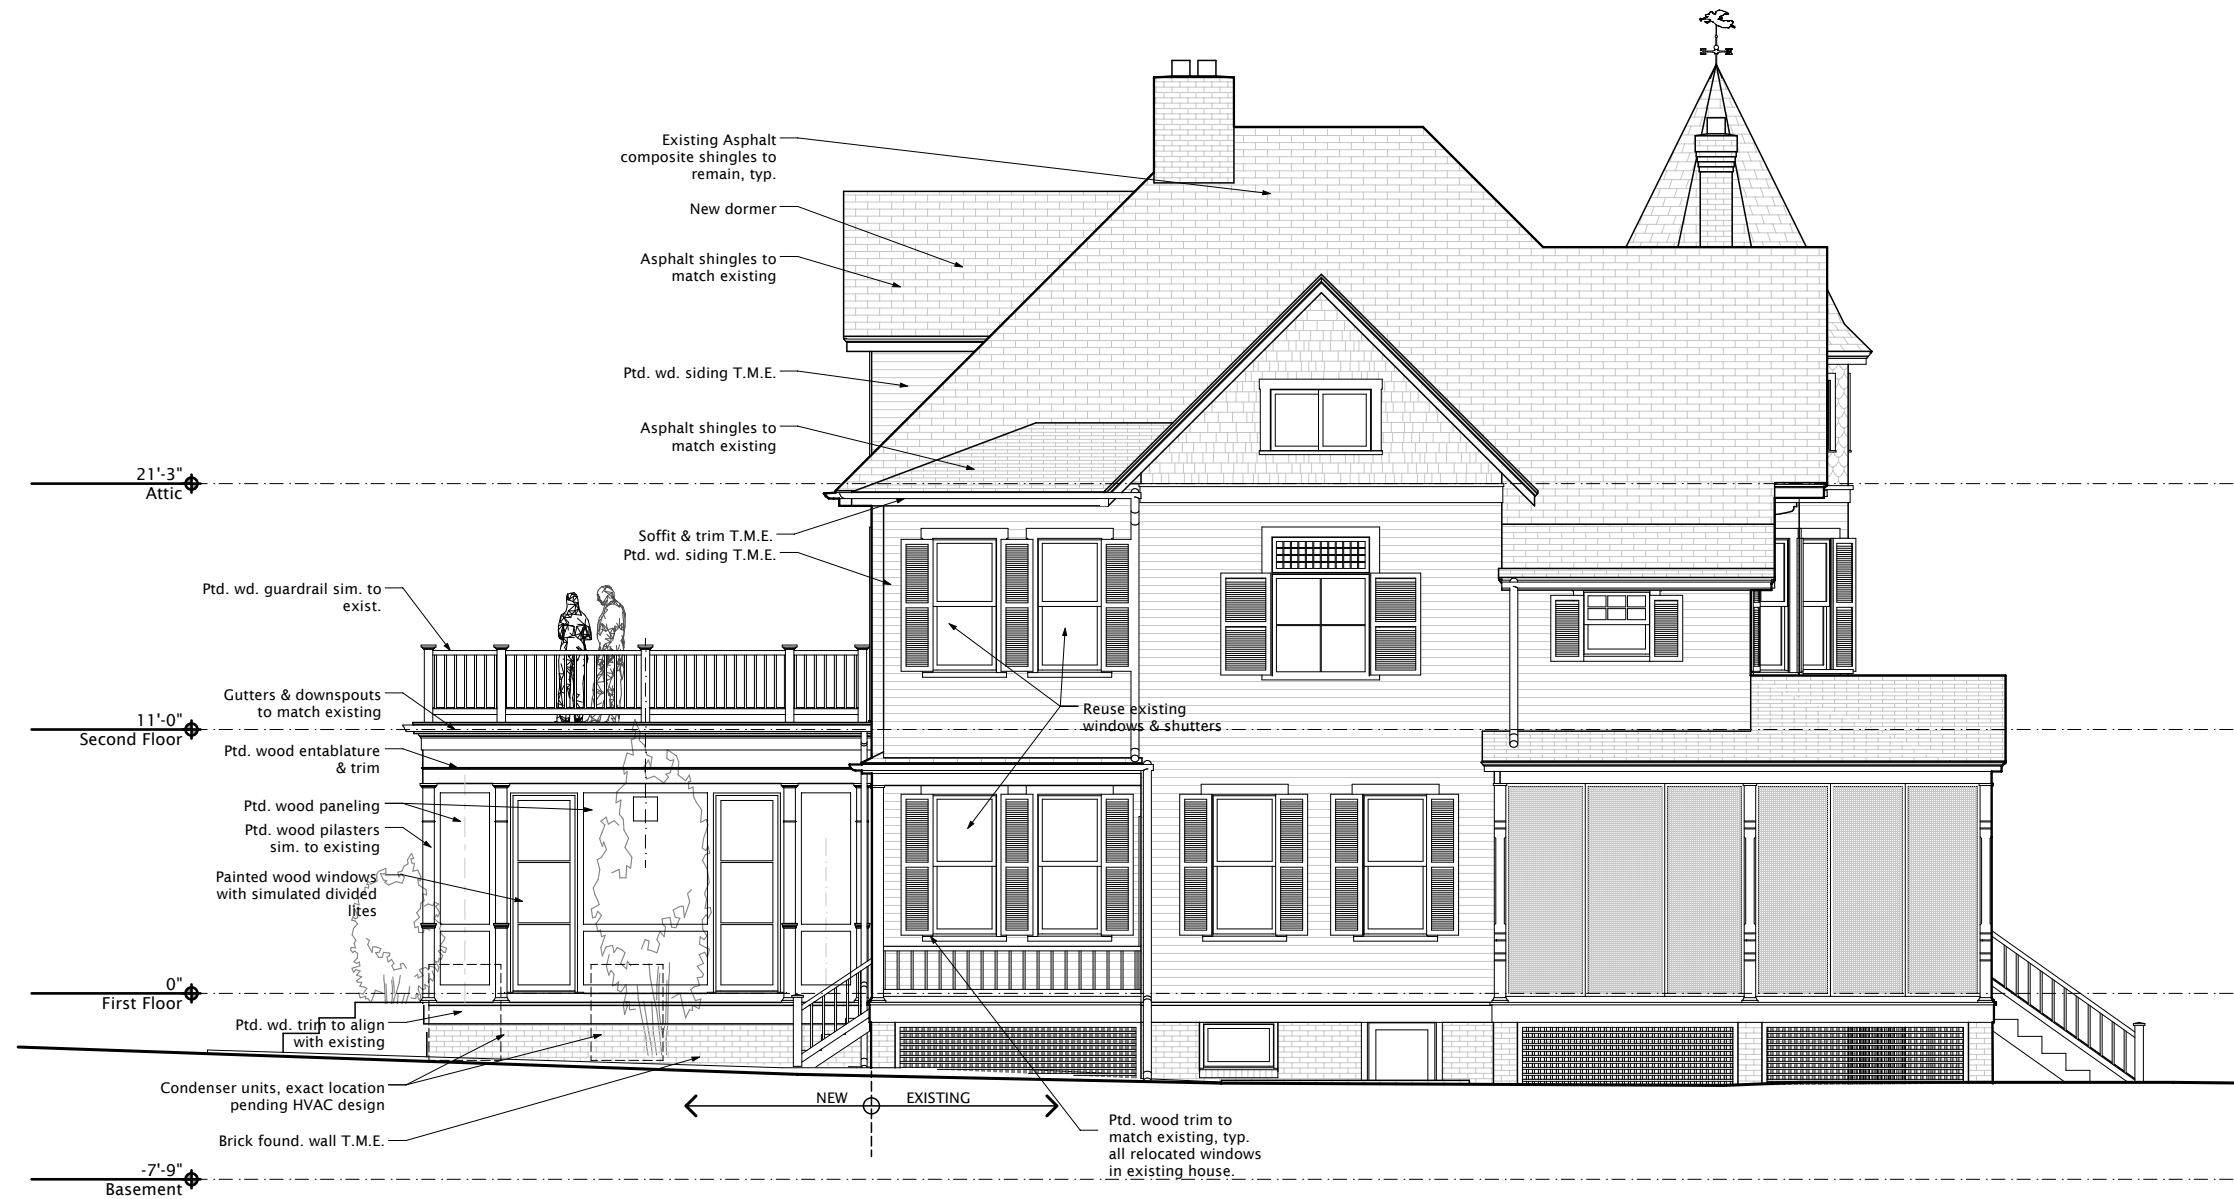 Existing Asphalt
composite shingles to
remain, typ.
New dormer
Asphalt shingles to
match existing
Ptd. wd. siding T.M.E.
Asphalt shingles to
match existing
21'-3"
Attic
Soffit & trim T.M.E.
Ptd. wd. siding T.M.E.
Ptd. wd. guardrail sim. to
exist.
Gutters & downspouts
to match existing
Reuse existing
windows & shutters
11'-0"
Second Floor
Ptd. wood entablature
& trim
Ptd. wood paneling
Ptd. wood pilasters
sim. to existing
Painted wood windows
with simulated divided
lites
0"
First Floor
Ptd. wd. trim to align
with existing
Condenser units, exact location
pending HVAC design
NEW
EXISTING
Brick found. wall T.M.E.
Ptd. wood trim to
match existing, typ.
all relocated windows
in existing house.
-7'-9"
Basement